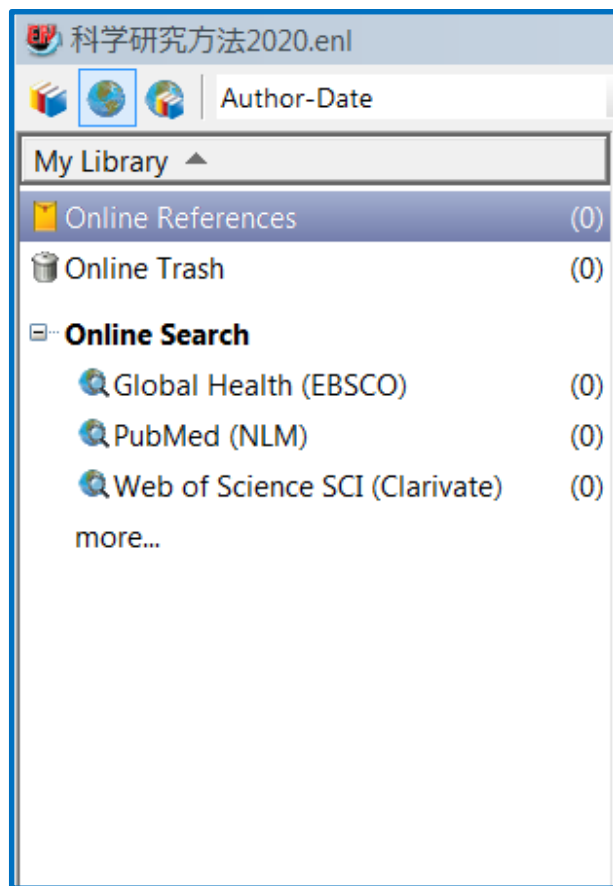 科学研究方法2020.enl
Author-Date
My Library
Online References (0)
Online Trash (0)
Online Search
Global Health (EBSCO) (0)
PubMed (NLM) (0)
Web of Science SCI (Clarivate) (0)
more...